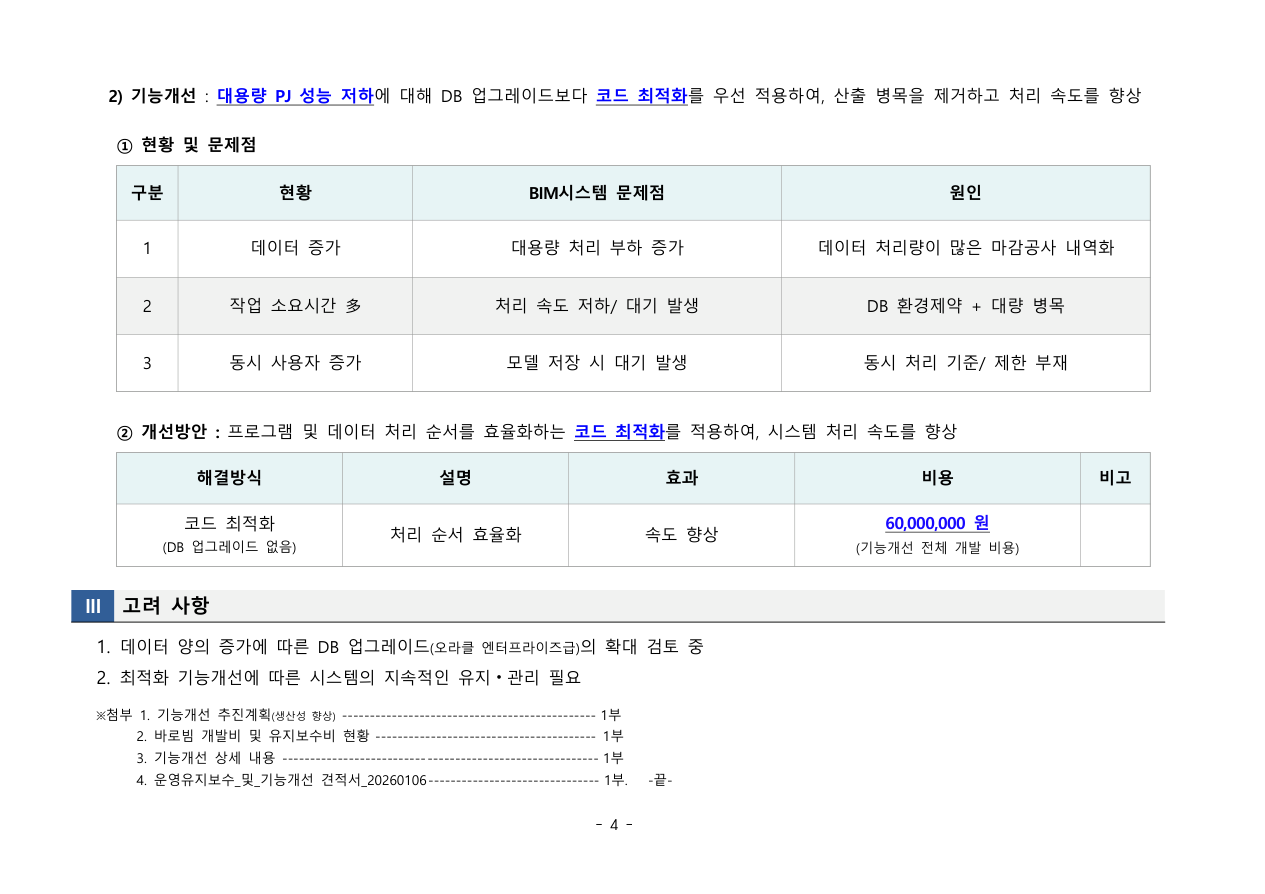 2) 기능개선 : 대용량 PJ 성능 저하에 대해 DB 업그레이드보다 코드 최적화를 우선 적용하여, 산출 병목을 제거하고 처리 속도를 향상
① 현황 및 문제점
구분 현황 BIM시스템 문제점 원인
1 데이터 증가 대용량 처리 부하 증가 데이터 처리량이 많은 마감공사 내역화
2 작업 소요시간 多 처리 속도 저하/ 대기 발생 DB 환경제약 + 대량 병목
3 동시 사용자 증가 모델 저장 시 대기 발생 동시 처리 기준/ 제한 부재
② 개선방안 : 프로그램 및 데이터 처리 순서를 효율화하는 코드 최적화를 적용하여, 시스템 처리 속도를 향상
해결방식 설명 효과 비용 비고
코드 최적화 처리 순서 효율화 속도 향상 60,000,000 원
(DB 업그레이드 없음) (기능개선 전체 개발 비용)
III 고려 사항
1. 데이터 양의 증가에 따른 DB 업그레이드(오라클 엔터프라이즈급)의 확대 검토 중
2. 최적화 기능개선에 따른 시스템의 지속적인 유지•관리 필요
※첨부 1. 기능개선 추진계획(생산성 향상) ---------------------------------------------- 1부
2. 바로빔 개발비 및 유지보수비 현황 ---------------------------------------- 1부
3. 기능개선 상세 내용 --------------------------------------------------------- 1부
4. 운영유지보수_및_기능개선 견적서_20260106------------------------------- 1부. -끝-
- 4 -